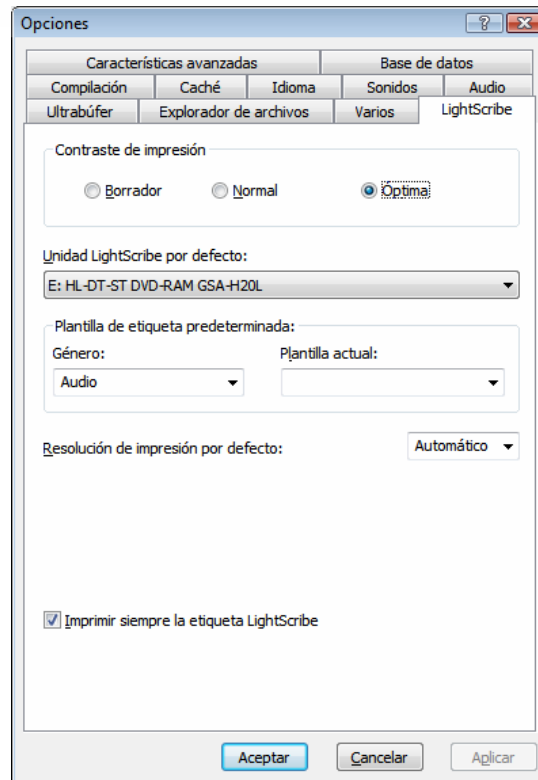 Opciones
Características avanzadas Base de datos
Compilación Caché Idioma Sonidos Audio
Ultrabúfer Explorador de archivos Varios LightScribe
Contraste de impresión
Borrador Normal Óptima
Unidad LightScribe por defecto:
E: HL-DT-ST DVD-RAM GSA-H20L
Plantilla de etiqueta predeterminada:
Género: Plantilla actual:
Audio
Resolución de impresión por defecto: Automático
Imprimir siempre la etiqueta LightScribe
Aceptar Cancelar Aplicar